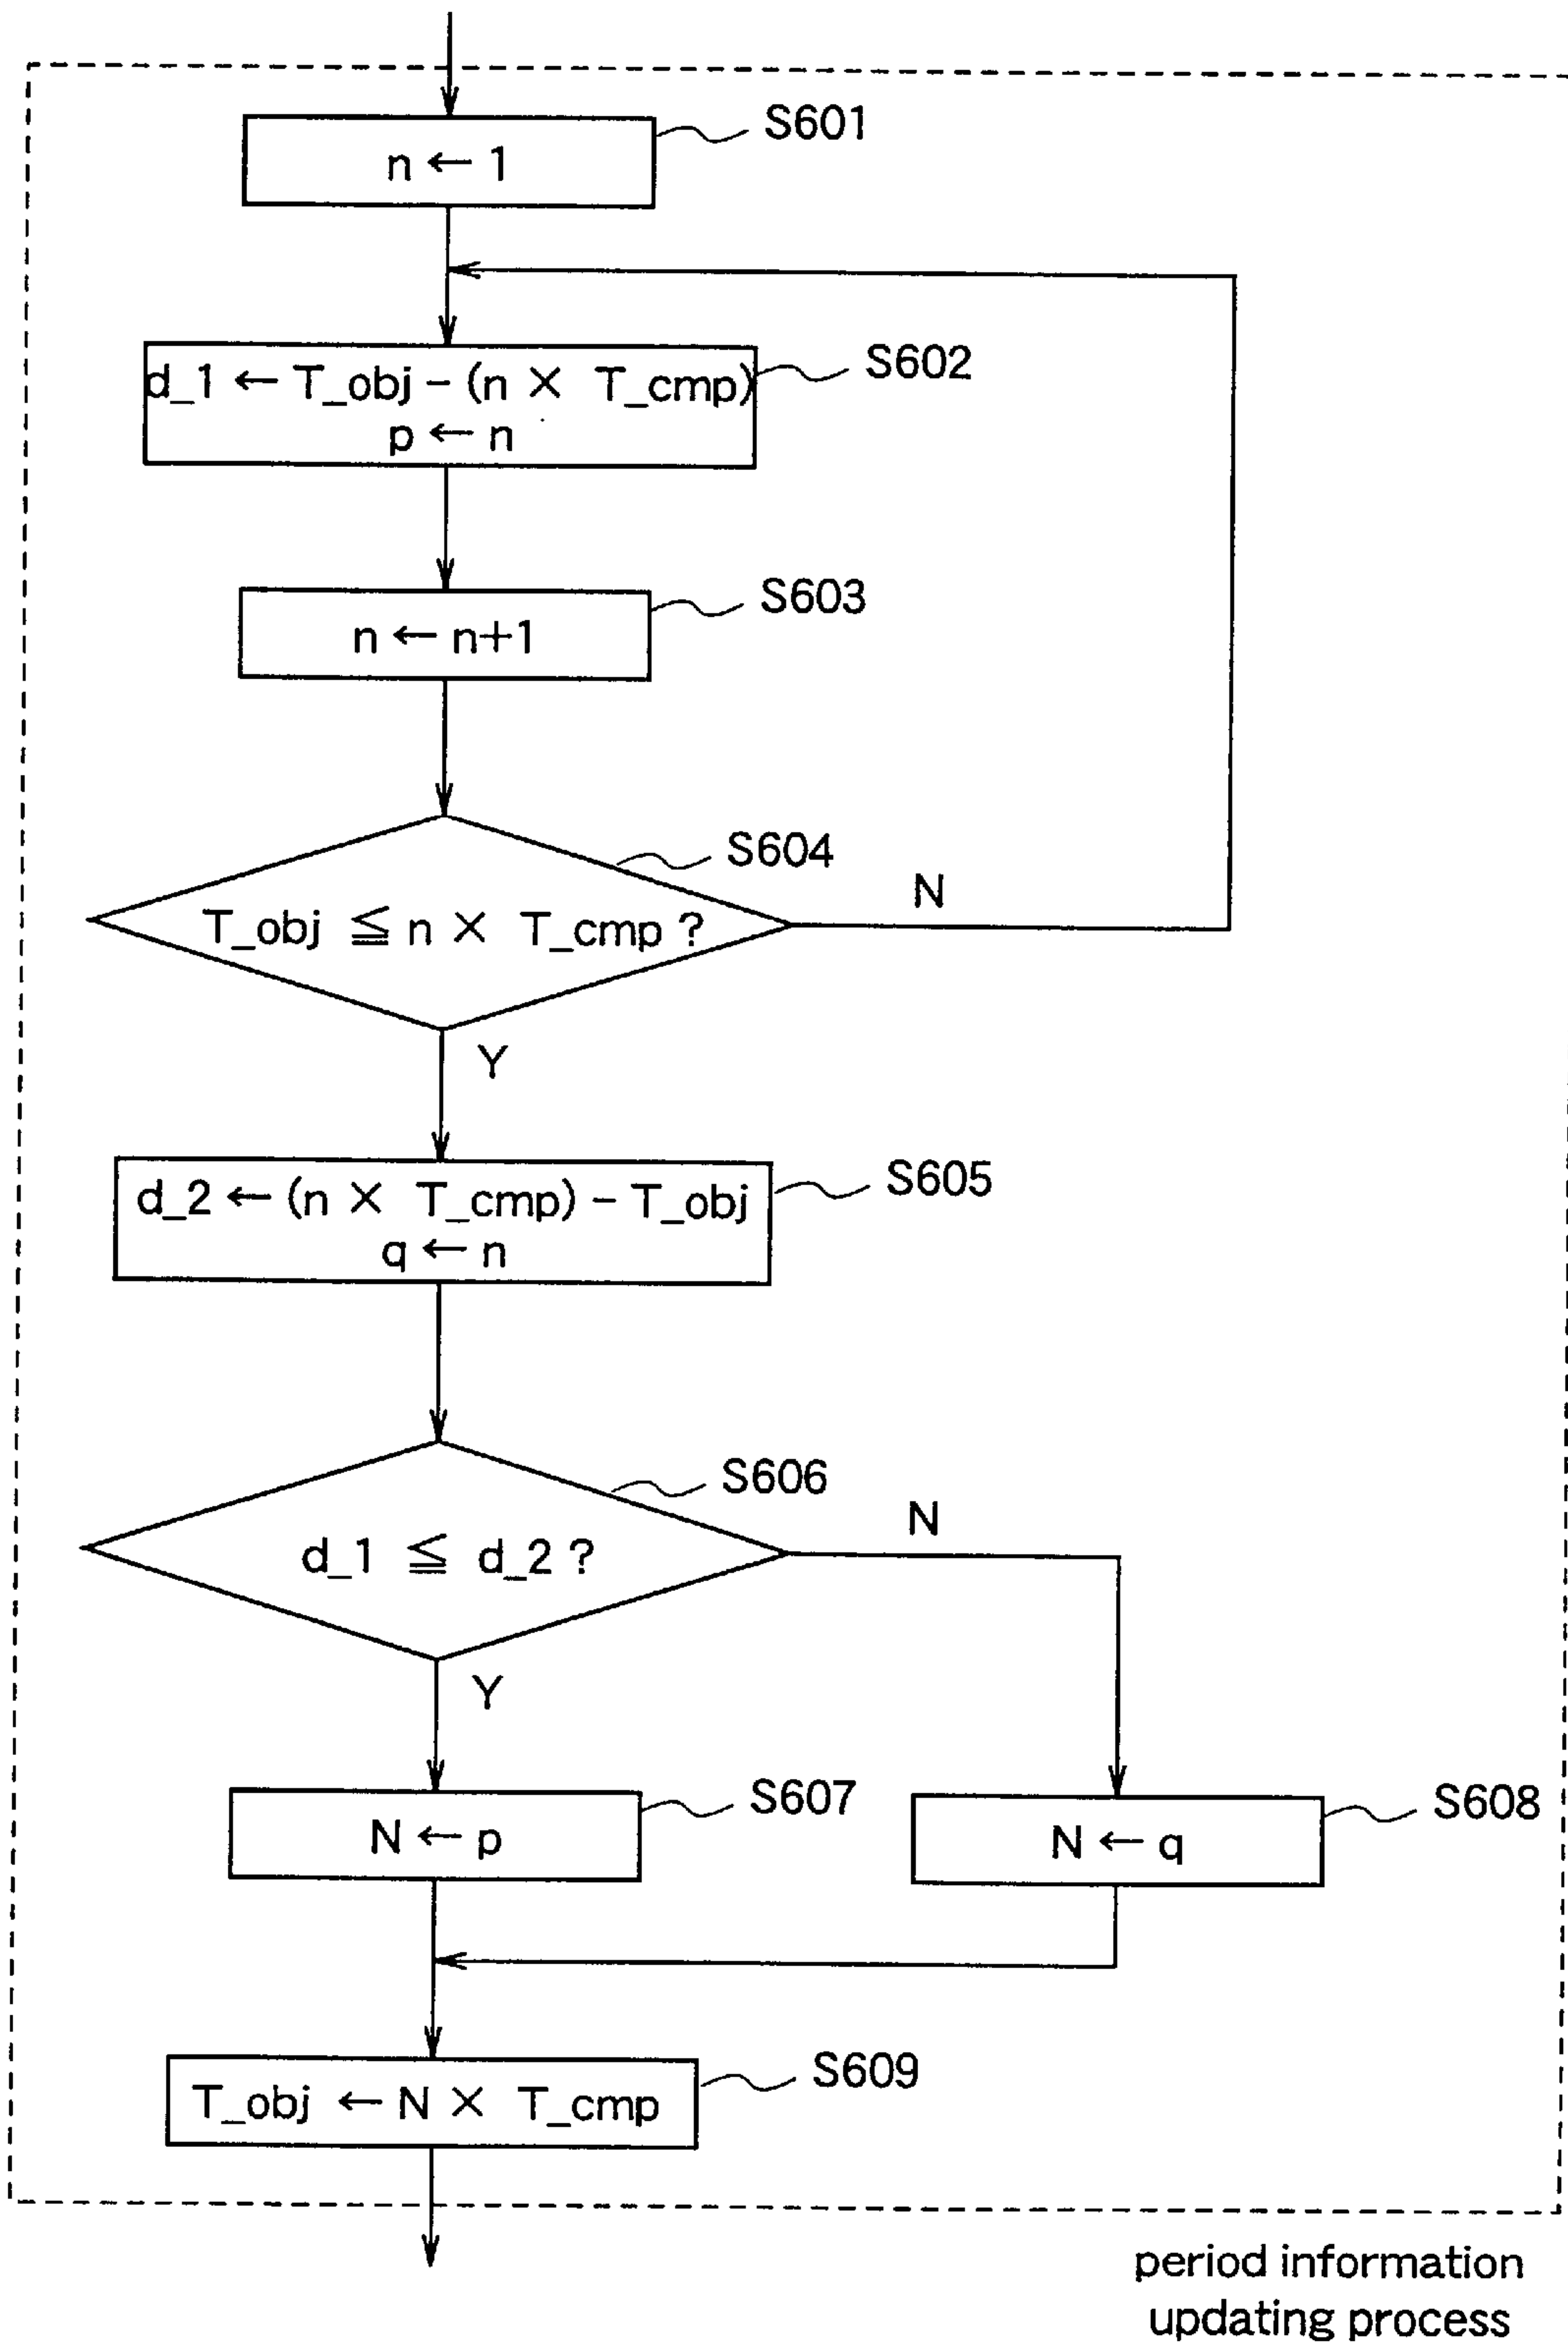 S601
n ← 1
S602
d_1 ← T_obj – (n × T_cmp)
p ← n
S603
n ← n+1
S604
N
T_obj ≦ n × T_cmp ?
Y
S605
d_2 ← (n × T_cmp) – T_obj
q ← n
S606
N
d_1 ≦ d_2 ?
Y
S607
N ← p
S608
N ← q
S609
T_obj ← N × T_cmp
period information
updating process